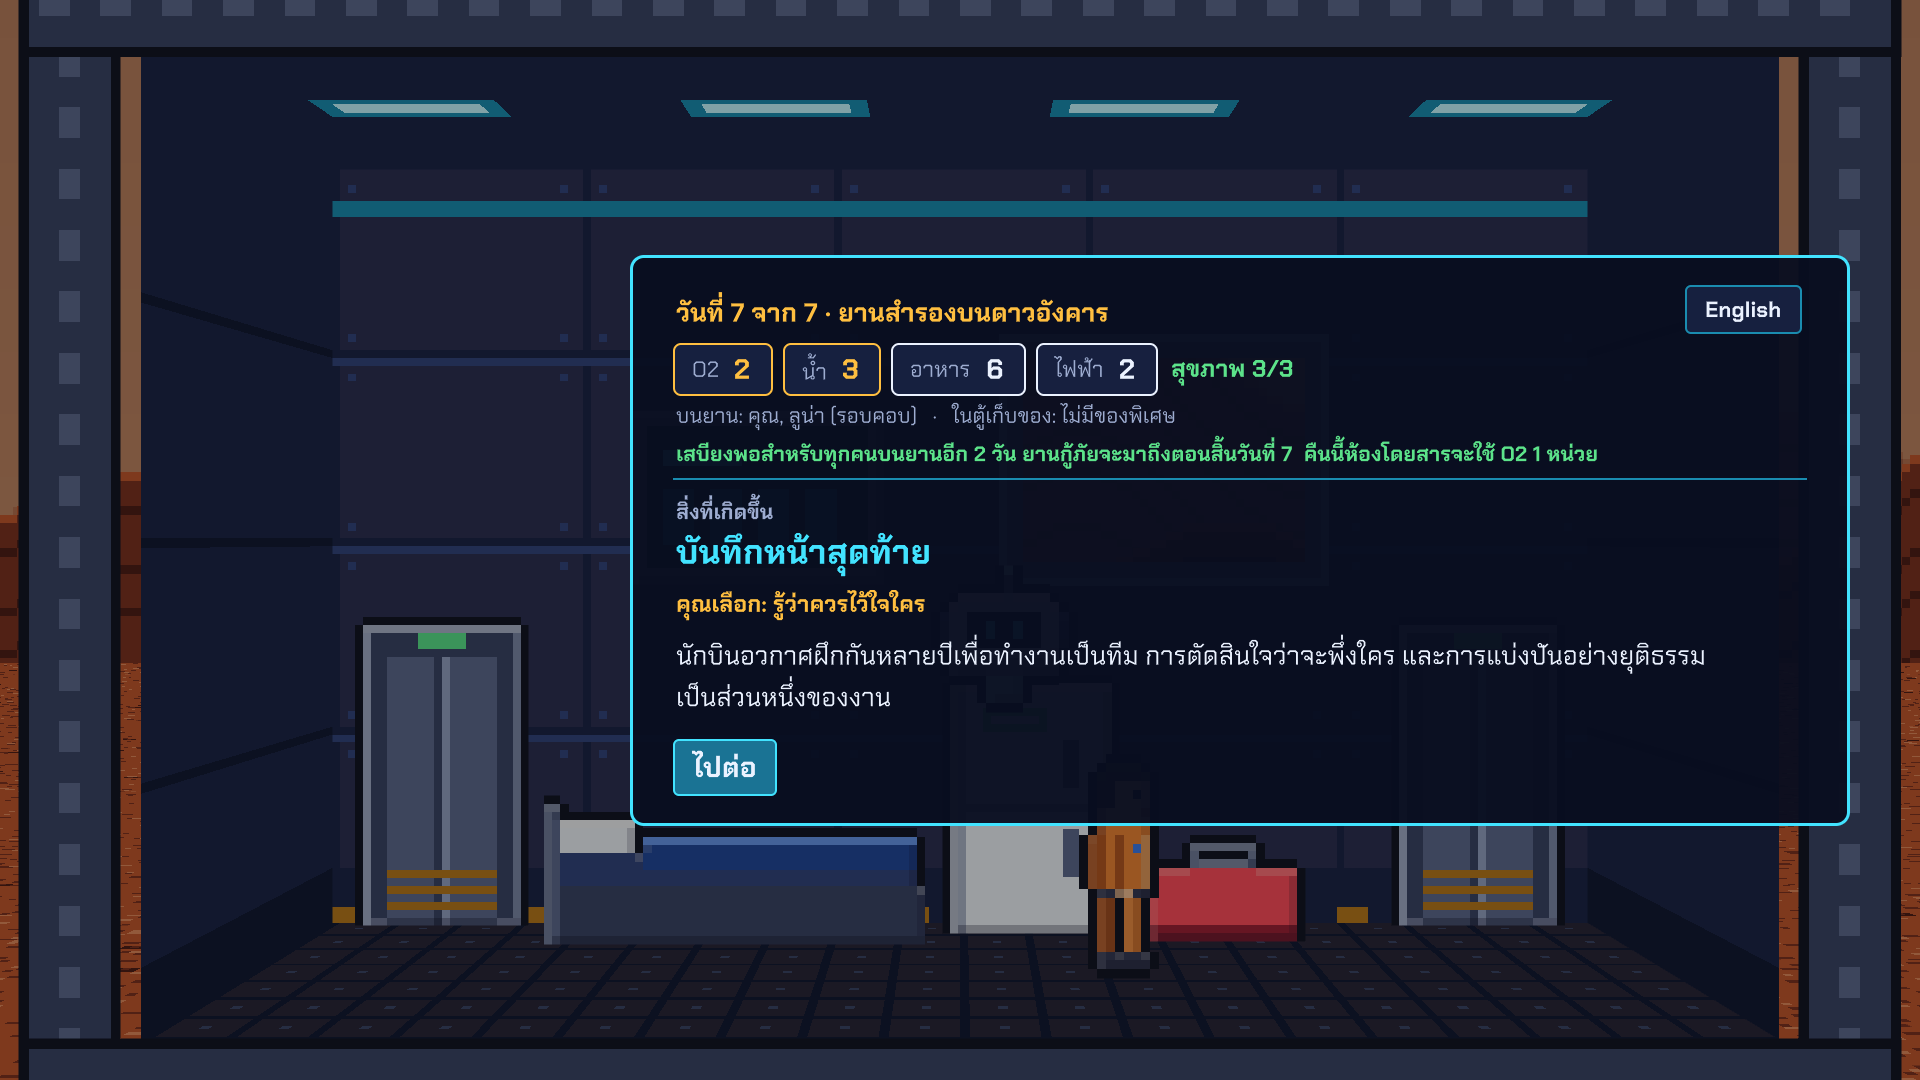 วันที่ 7 จาก 7 · ยานสำรองบนดาวอังคาร
English
O2 2 น้ำ 3 อาหาร 6 ไฟฟ้า 2 สุขภาพ 3/3
บนยาน: คุณ, ลูน่า (รอบคอบ) · ในตู้เก็บของ: ไม่มีของพิเศษ
เสบียงพอสำหรับทุกคนบนยานอีก 2 วัน ยานกู้ภัยจะมาถึงตอนสิ้นวันที่ 7 คืนนี้ห้องโดยสารจะใช้ O2 1 หน่วย
สิ่งที่เกิดขึ้น
บันทึกหน้าสุดท้าย
คุณเลือก: รู้ว่าควรไว้ใจใคร
นักบินอวกาศฝึกกันหลายปีเพื่อทำงานเป็นทีม การตัดสินใจว่าจะพึ่งใคร และการแบ่งปันอย่างยุติธรรม
เป็นส่วนหนึ่งของงาน
ไปต่อ